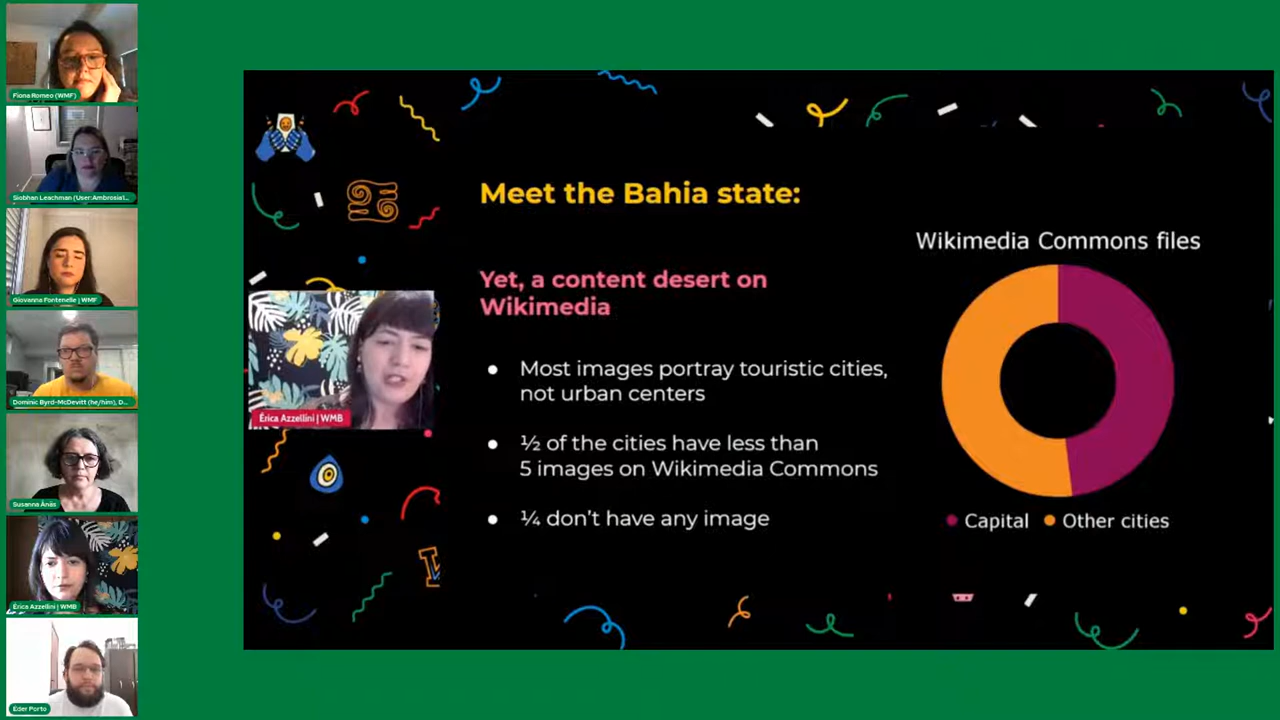 Fiona Romeo (WMF)
Siobhan Leachman (User:Ambrosia1...
Giovanna Fontenelle | WMF
Dominic Byrd-McDevitt (he/him), D...
Susanna Ånäs
Érica Azzellini | WMB
Éder Porto
Meet the Bahia state:
Yet, a content desert on
Wikimedia
Érica Azzellini | WMB
● Most images portray touristic cities,
not urban centers
● ½ of the cities have less than
5 images on Wikimedia Commons
● ¼ don't have any image
Wikimedia Commons files
Capital Other cities